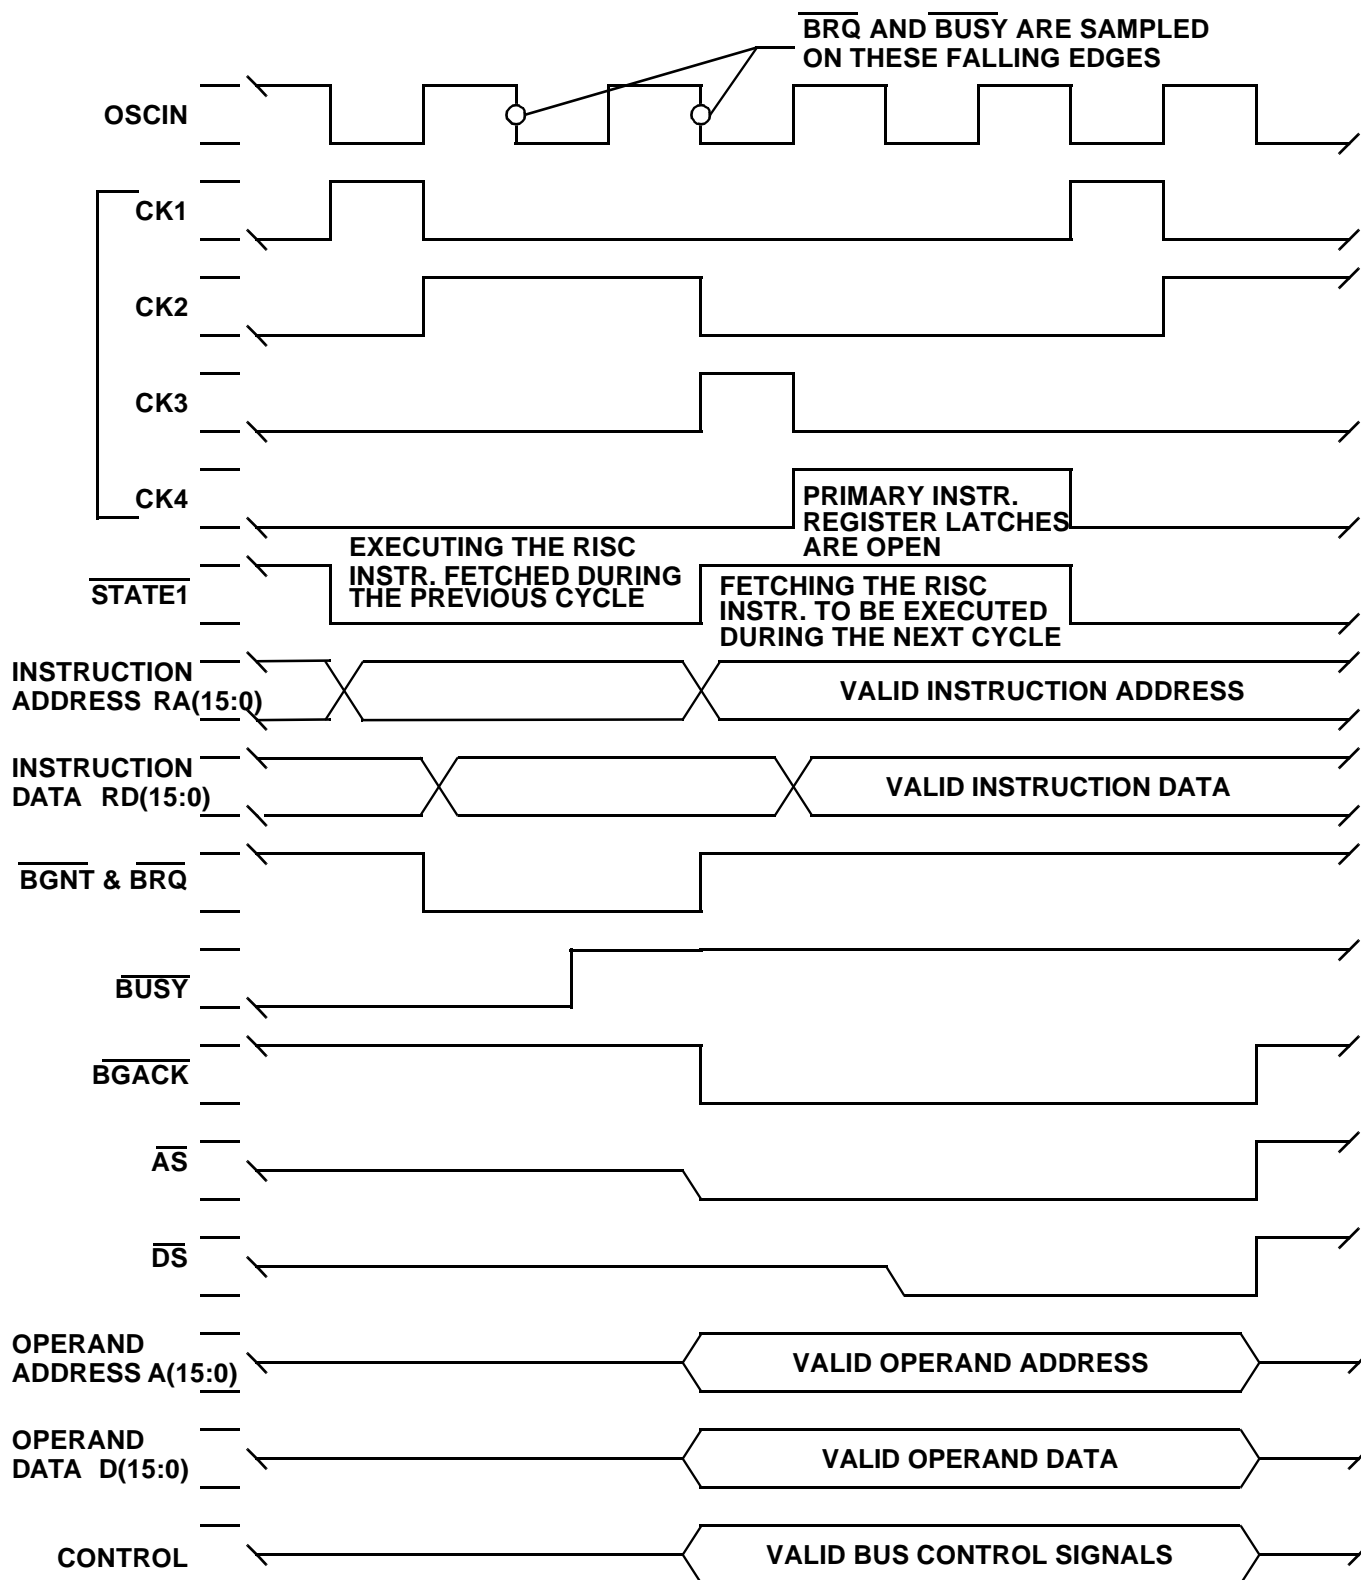 BRQ AND BUSY ARE SAMPLED
ON THESE FALLING EDGES
OSCIN
CK1
CK2
CK3
CK4
PRIMARY INSTR.
REGISTER LATCHES
ARE OPEN
EXECUTING THE RISC
INSTR. FETCHED DURING
THE PREVIOUS CYCLE
STATE1
FETCHING THE RISC
INSTR. TO BE EXECUTED
DURING THE NEXT CYCLE
INSTRUCTION
ADDRESS RA(15:0)
VALID INSTRUCTION ADDRESS
INSTRUCTION
DATA RD(15:0)
VALID INSTRUCTION DATA
BGNT & BRQ
BUSY
BGACK
AS
DS
OPERAND
ADDRESS A(15:0)
VALID OPERAND ADDRESS
OPERAND
DATA D(15:0)
VALID OPERAND DATA
CONTROL
VALID BUS CONTROL SIGNALS